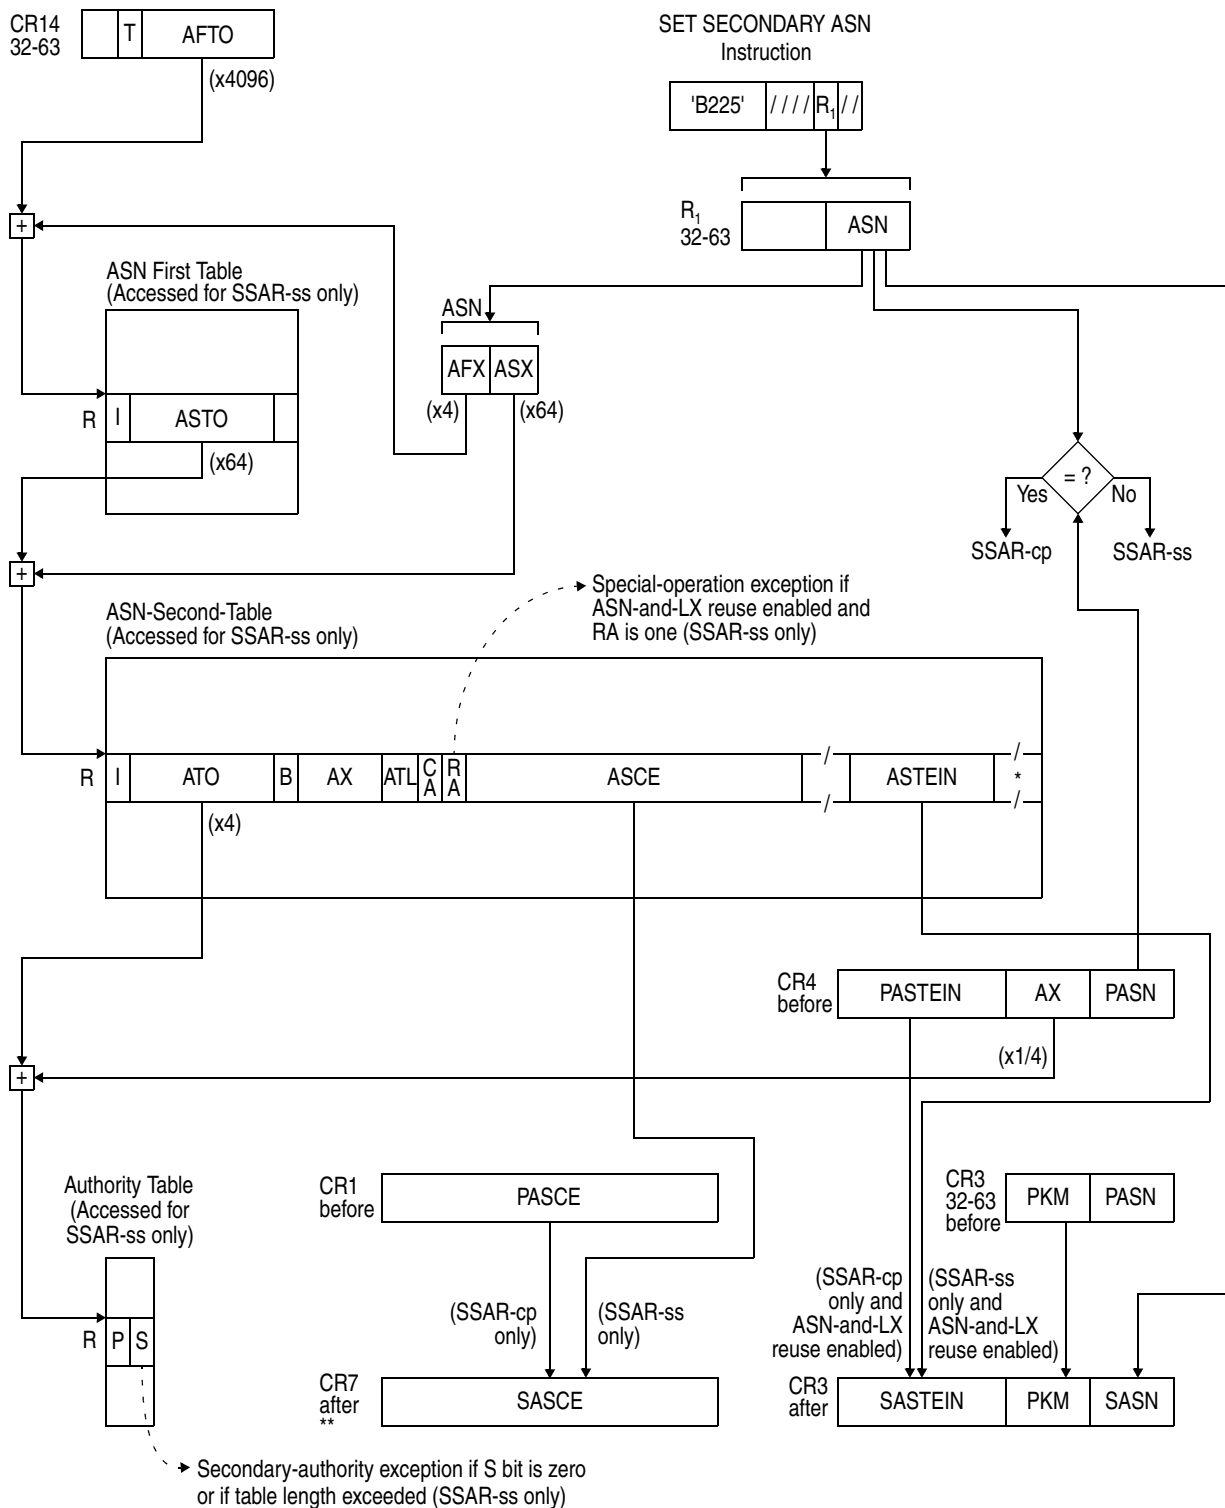 CR14
32-63
T
AFTO
(x4096)
SET SECONDARY ASN
Instruction
'B225'
////
R1
//
R1
32-63
ASN
+
ASN First Table
(Accessed for SSAR-ss only)
ASN
AFX
ASX
(x4)
(x64)
R
I
ASTO
(x64)
= ?
Yes
No
SSAR-cp
SSAR-ss
+
ASN-Second-Table
(Accessed for SSAR-ss only)
Special-operation exception if
ASN-and-LX reuse enabled and
RA is one (SSAR-ss only)
R
I
ATO
B
AX
ATL
C
A
R
A
ASCE
/
/
ASTEIN
/
*
/
(x4)
CR4
before
PASTEIN
AX
PASN
(x1/4)
+
Authority Table
(Accessed for
SSAR-ss only)
CR1
before
PASCE
CR3
32-63
before
PKM
PASN
(SSAR-cp
only)
(SSAR-ss
only)
(SSAR-cp
only and
ASN-and-LX
reuse enabled)
(SSAR-ss
only and
ASN-and-LX
reuse enabled)
R
P
S
CR7
after
**
SASCE
CR3
after
SASTEIN
PKM
SASN
Secondary-authority exception if S bit is zero
or if table length exceeded (SSAR-ss only)